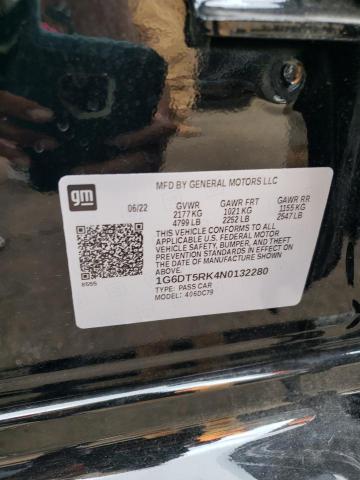 MFD BY GENERAL MOTORS LLC
gm
06/22
GVWR GAWR FRT GAWR RR
2177 KG 1021 KG 1155 KG
4799 LB 2252 LB 2547 LB
THIS VEHICLE CONFORMS TO ALL
APPLICABLE U.S. FEDERAL MOTOR
VEHICLE SAFETY, BUMPER, AND THEFT
PREVENTION STANDARDS IN EFFECT
ON THE DATE OF MANUFACTURE
SHOWN ABOVE.
1G6DT5RK4N0132280
TYPE: PASS CAR
MODEL: 406DC79